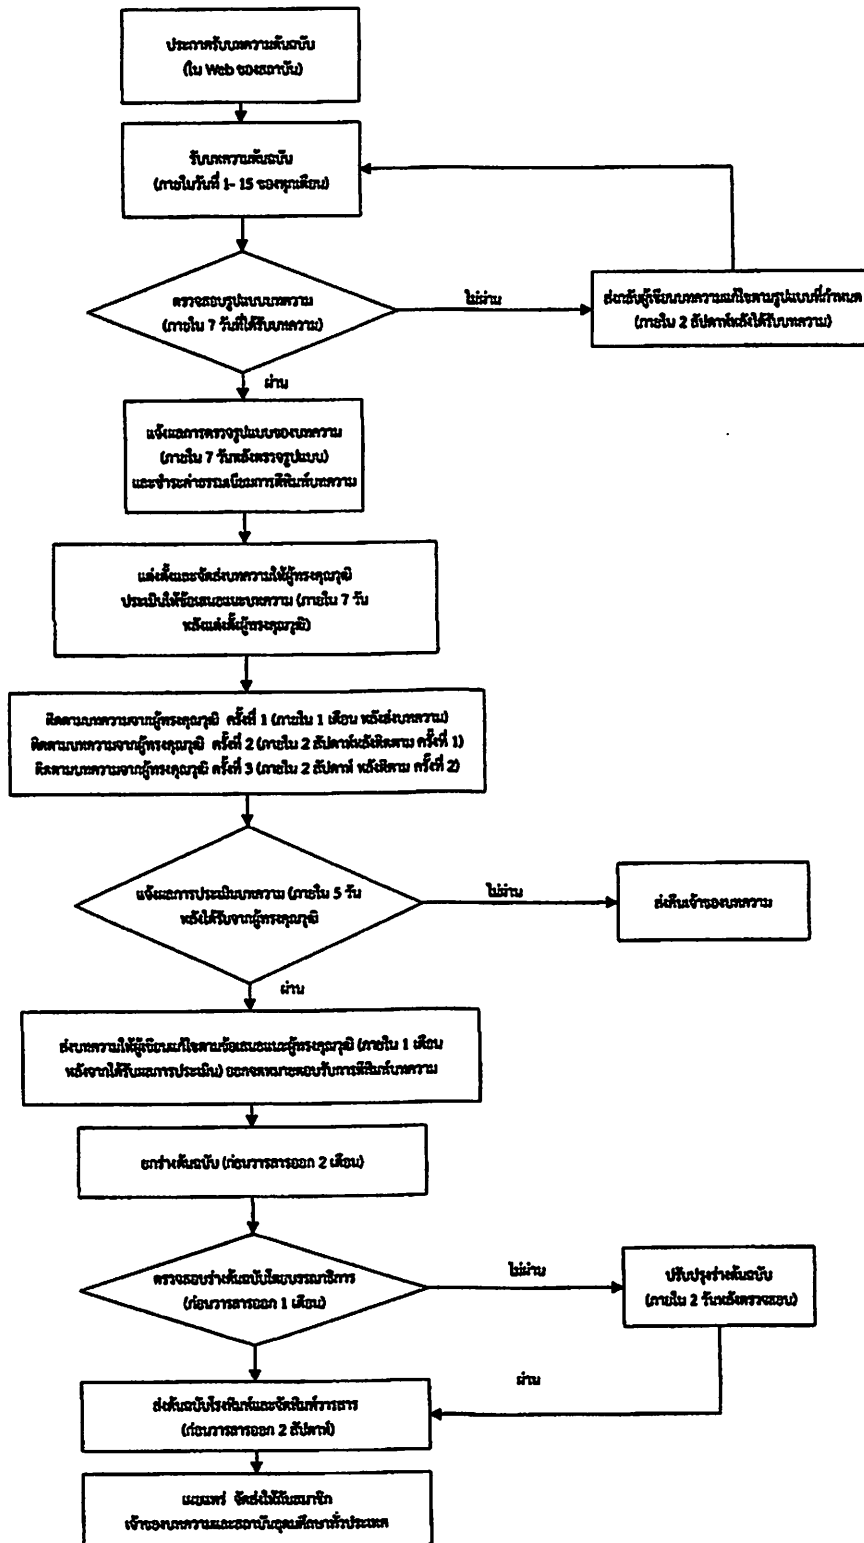 ประกาศรับบทความต้นฉบับ
(ใน Web ของสถาบัน)
รับบทความต้นฉบับ
(ภายในวันที่ 1- 15 ของทุกเดือน)
ตรวจสอบรูปแบบบทความ
(ภายใน 7 วันที่ได้รับบทความ)
ไม่ผ่าน
ส่งกลับผู้เขียนบทความแก้ไขตามรูปแบบที่กำหนด
(ภายใน 2 สัปดาห์หลังได้รับบทความ)
ผ่าน
แจ้งผลการตรวจรูปแบบของบทความ
(ภายใน 7 วันหลังตรวจรูปแบบ)
และชำระค่าธรรมเนียมการตีพิมพ์บทความ
แต่งตั้งและจัดส่งบทความให้ผู้ทรงคุณวุฒิ
ประเมินให้ข้อเสนอแนะบทความ (ภายใน 7 วัน
หลังแต่งตั้งผู้ทรงคุณวุฒิ)
ติดตามบทความจากผู้ทรงคุณวุฒิ ครั้งที่ 1 (ภายใน 1 เดือน หลังส่งบทความ)
ติดตามบทความจากผู้ทรงคุณวุฒิ ครั้งที่ 2 (ภายใน 2 สัปดาห์หลังติดตาม ครั้งที่ 1)
ติดตามบทความจากผู้ทรงคุณวุฒิ ครั้งที่ 3 (ภายใน 2 สัปดาห์ หลังติดตาม ครั้งที่ 2)
แจ้งผลการประเมินบทความ (ภายใน 5 วัน
หลังได้รับจากผู้ทรงคุณวุฒิ
ไม่ผ่าน
ส่งคืนเจ้าของบทความ
ผ่าน
ส่งบทความให้ผู้เขียนแก้ไขตามข้อเสนอแนะผู้ทรงคุณวุฒิ (ภายใน 1 เดือน
หลังจากได้รับผลการประเมิน) ออกจดหมายตอบรับการตีพิมพ์บทความ
ยกร่างต้นฉบับ (ก่อนวารสารออก 2 เดือน)
ตรวจสอบร่างต้นฉบับโดยบรรณาธิการ
(ก่อนวารสารออก 1 เดือน)
ไม่ผ่าน
ปรับปรุงร่างต้นฉบับ
(ภายใน 2 วันหลังตรวจสอบ)
ผ่าน
ส่งต้นฉบับโรงพิมพ์และจัดพิมพ์วารสาร
(ก่อนวารสารออก 2 สัปดาห์)
เผยแพร่ จัดส่งให้กับสมาชิก
เจ้าของบทความและสถาบันอุดมศึกษาทั่วประเทศ